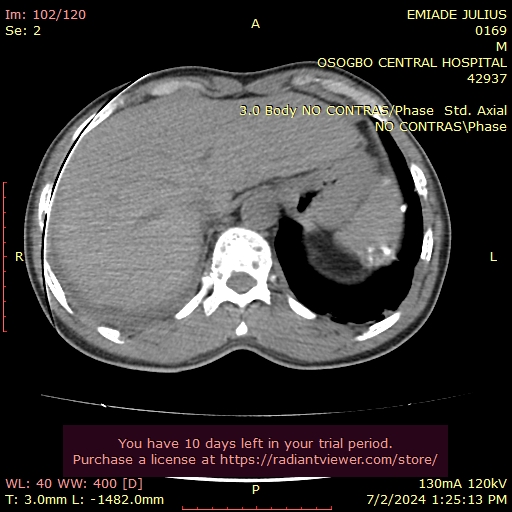 Im: 102/120
Se: 2
A
EMIADE JULIUS
0169
M
OSOGBO CENTRAL HOSPITAL
42937
3.0 Body NO CONTRAS/Phase Std. Axial
NO CONTRAS\Phase
R
L
You have 10 days left in your trial period.
Purchase a license at https://radiantviewer.com/store/
WL: 40 WW: 400 [D]
T: 3.0mm L: -1482.0mm
P
130mA 120kV
7/2/2024 1:25:13 PM